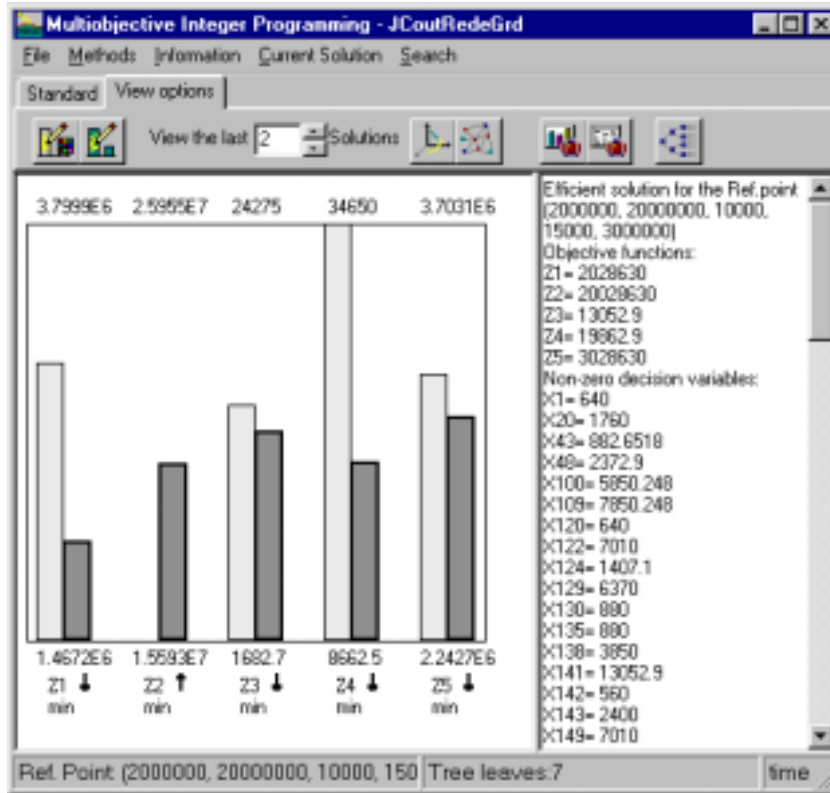 Multiobjective Integer Programming - JCoutRedeGrd
File Methods Information Current Solution Search
Standard View options
View the last 2 Solutions
3.7999E6 2.5955E7 24275 34650 3.7031E6
1.4672E6 1.5593E7 1682.7 8662.5 2.2427E6
Z1 Z2 Z3 Z4 Z5
min min min min min
Efficient solution for the Ref.point
(2000000, 20000000, 10000,
15000, 3000000)
Objective functions:
Z1= 2028630
Z2= 20028630
Z3= 13052.9
Z4= 19862.9
Z5= 3028630
Non-zero decision variables:
X1= 640
X20= 1760
X43= 882.6518
X48= 2372.9
X100= 5850.248
X109= 7850.248
X120= 640
X122= 7010
X124= 1407.1
X129= 6370
X130= 880
X135= 880
X138= 3850
X141= 13052.9
X142= 560
X143= 2400
X149= 7010
Ref. Point: (2000000, 20000000, 10000, 150 Tree leaves:7 time